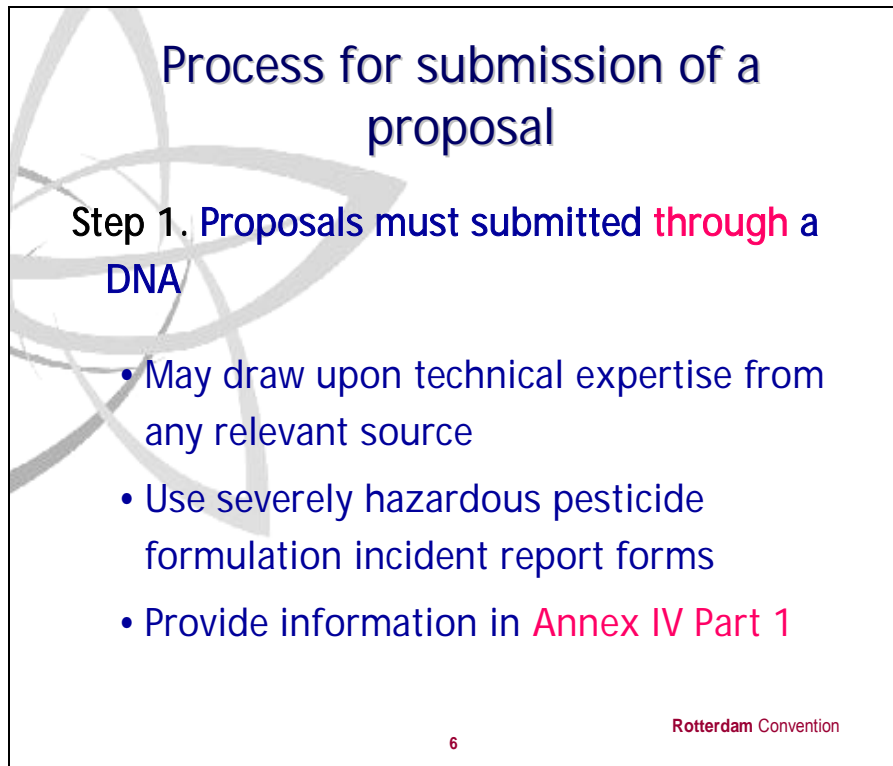 Process for submission of a
proposal
Step 1. Proposals must submitted through a
DNA
• May draw upon technical expertise from
any relevant source
• Use severely hazardous pesticide
formulation incident report forms
• Provide information in Annex IV Part 1
Rotterdam Convention
6